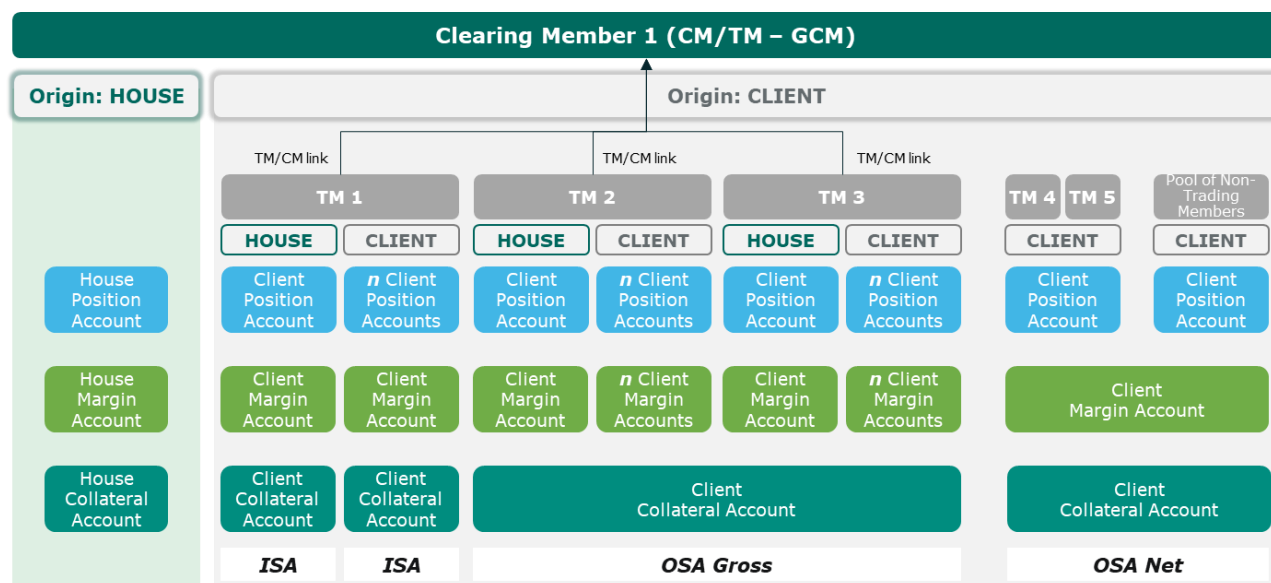 Clearing Member 1 (CM/TM – GCM)
Origin: HOUSE
Origin: CLIENT
TM/CM link
TM/CM link
TM/CM link
TM 1
TM 2
TM 3
TM 4
TM 5
Pool of Non-
Trading
Members
HOUSE
CLIENT
HOUSE
CLIENT
HOUSE
CLIENT
CLIENT
CLIENT
House
Position
Account
Client
Position
Account
n Client
Position
Accounts
Client
Position
Account
n Client
Position
Accounts
Client
Position
Account
n Client
Position
Accounts
Client
Position
Account
Client
Position
Account
House
Margin
Account
Client
Margin
Account
Client
Margin
Account
Client
Margin
Account
n Client
Margin
Accounts
Client
Margin
Account
n Client
Margin
Accounts
Client
Margin Account
House
Collateral
Account
Client
Collateral
Account
Client
Collateral
Account
Client
Collateral Account
Client
Collateral Account
ISA
ISA
OSA Gross
OSA Net